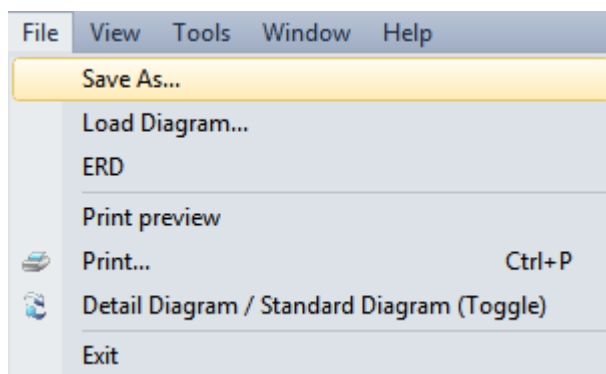 File View Tools Window Help
Save As...
Load Diagram...
ERD
Print preview
Print... Ctrl+P
Detail Diagram / Standard Diagram (Toggle)
Exit